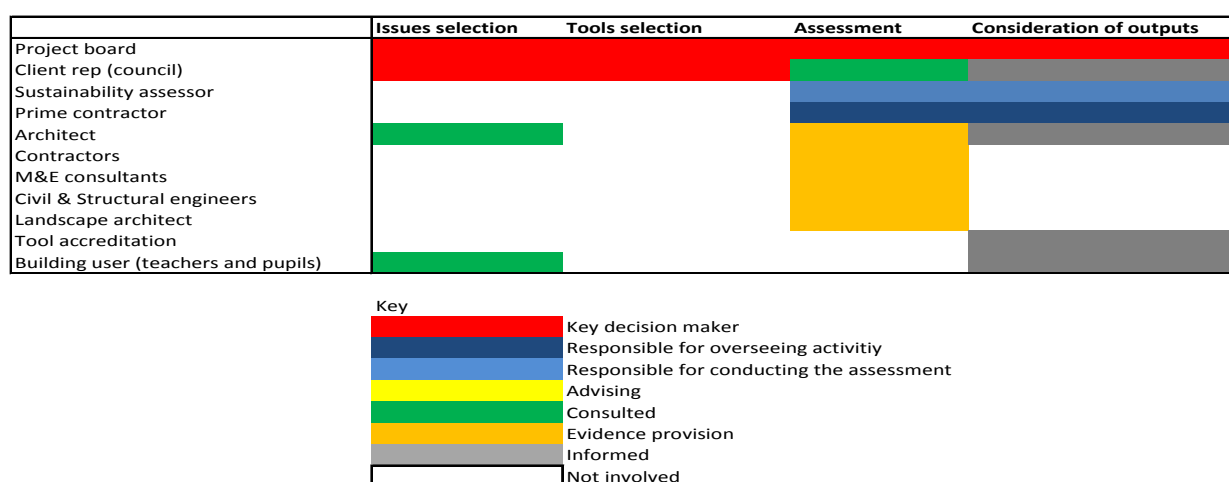 Issues selection Tools selection Assessment Consideration of outputs
Project board
Client rep (council)
Sustainability assessor
Prime contractor
Architect
Contractors
M&E consultants
Civil & Structural engineers
Landscape architect
Tool accreditation
Building user (teachers and pupils)
Key
Key decision maker
Responsible for overseeing activitiy
Responsible for conducting the assessment
Advising
Consulted
Evidence provision
Informed
Not involved